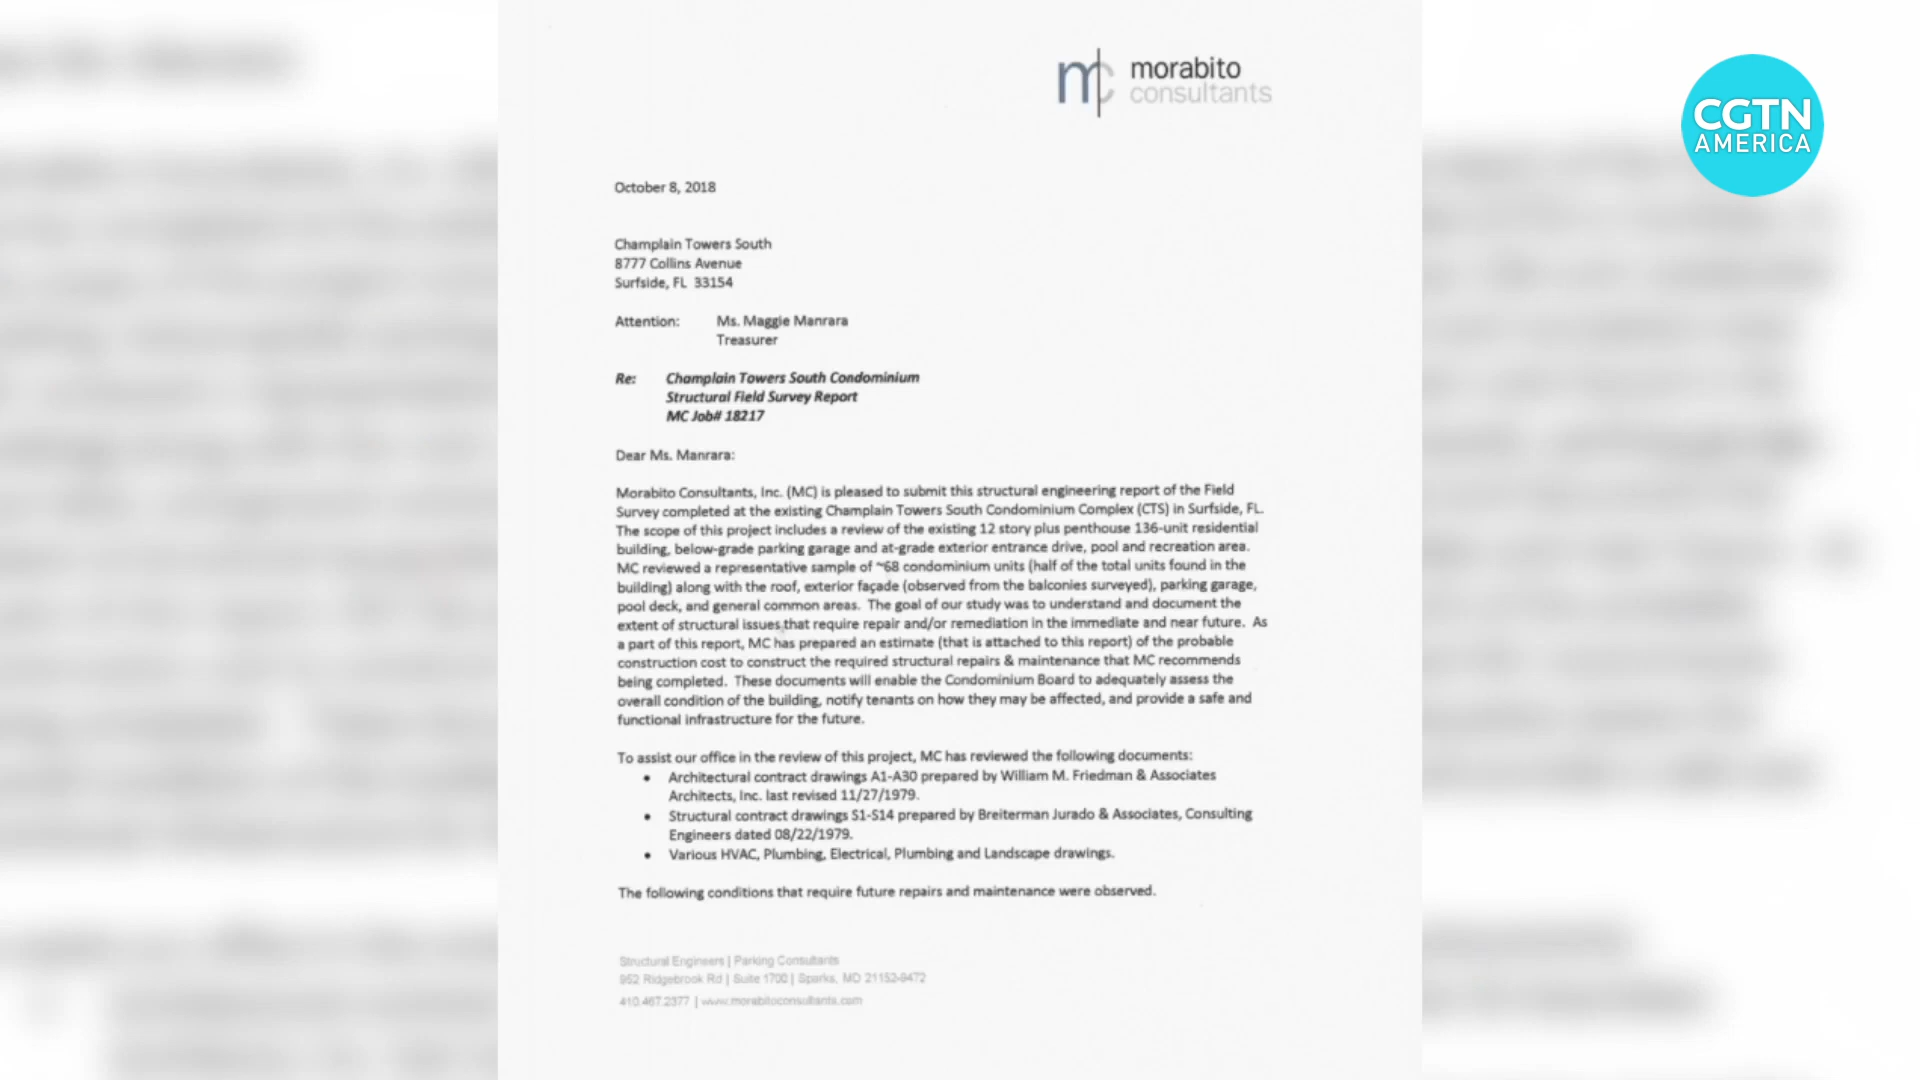 mc morabito
consultants
CGTN
AMERICA
October 8, 2018
Champlain Towers South
8777 Collins Avenue
Surfside, FL 33154
Attention: Ms. Maggie Manrara
Treasurer
Re: Champlain Towers South Condominium
Structural Field Survey Report
MC Job# 18217
Dear Ms. Manrara:
Morabito Consultants, Inc. (MC) is pleased to submit this structural engineering report of the Field
Survey completed at the existing Champlain Towers South Condominium Complex (CTS) in Surfside, FL.
The scope of this project includes a review of the existing 12 story plus penthouse 136-unit residential
building, below-grade parking garage and at-grade exterior entrance drive, pool and recreation area.
MC reviewed a representative sample of ~68 condominium units (half of the total units found in the
building) along with the roof, exterior façade (observed from the balconies surveyed), parking garage,
pool deck, and general common areas. The goal of our study was to understand and document the
extent of structural issues that require repair and/or remediation in the immediate and near future. As
a part of this report, MC has prepared an estimate (that is attached to this report) of the probable
construction cost to construct the required structural repairs & maintenance that MC recommends
being completed. These documents will enable the Condominium Board to adequately assess the
overall condition of the building, notify tenants on how they may be affected, and provide a safe and
functional infrastructure for the future.
To assist our office in the review of this project, MC has reviewed the following documents:
• Architectural contract drawings A1-A30 prepared by William M. Friedman & Associates
Architects, Inc. last revised 11/27/1979.
• Structural contract drawings S1-S14 prepared by Breiterman Jurado & Associates, Consulting
Engineers dated 08/22/1979.
• Various HVAC, Plumbing, Electrical, Plumbing and Landscape drawings.
The following conditions that require future repairs and maintenance were observed.
Structural Engineers | Parking Consultants
952 Ridgebrook Rd | Suite 1700 | Sparks, MD 21152-9472
410.467.2377 | www.morabitoconsultants.com